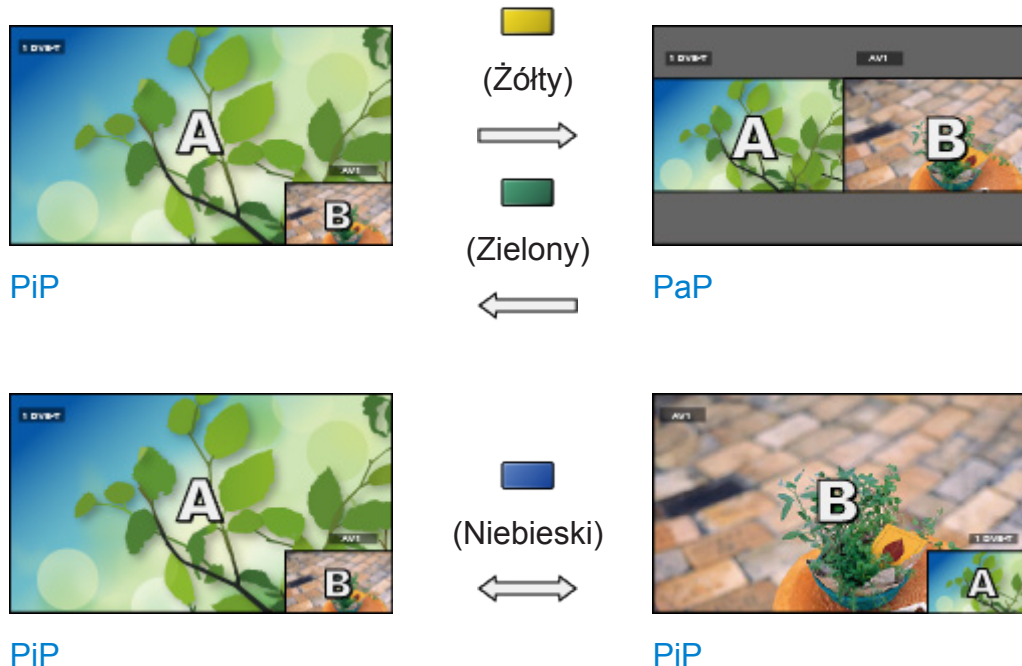 1 DVB-T
A
AV1
B
PiP
(Żółty)
(Zielony)
1 DVB-T
AV1
A
B
PaP
1 DVB-T
A
AV1
B
PiP
(Niebieski)
AV1
B
1 DVB-T
A
PiP